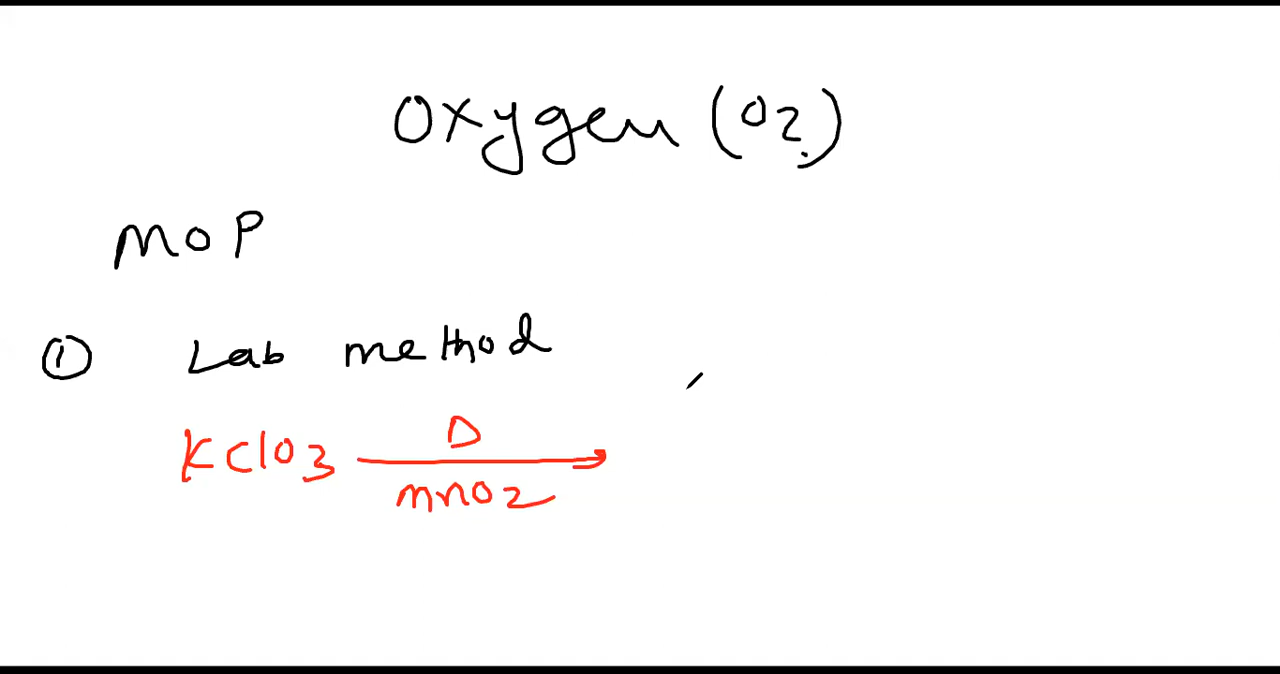 Oxygen (O2)
MOP
① Lab method
Δ
KClO3 →
MnO2